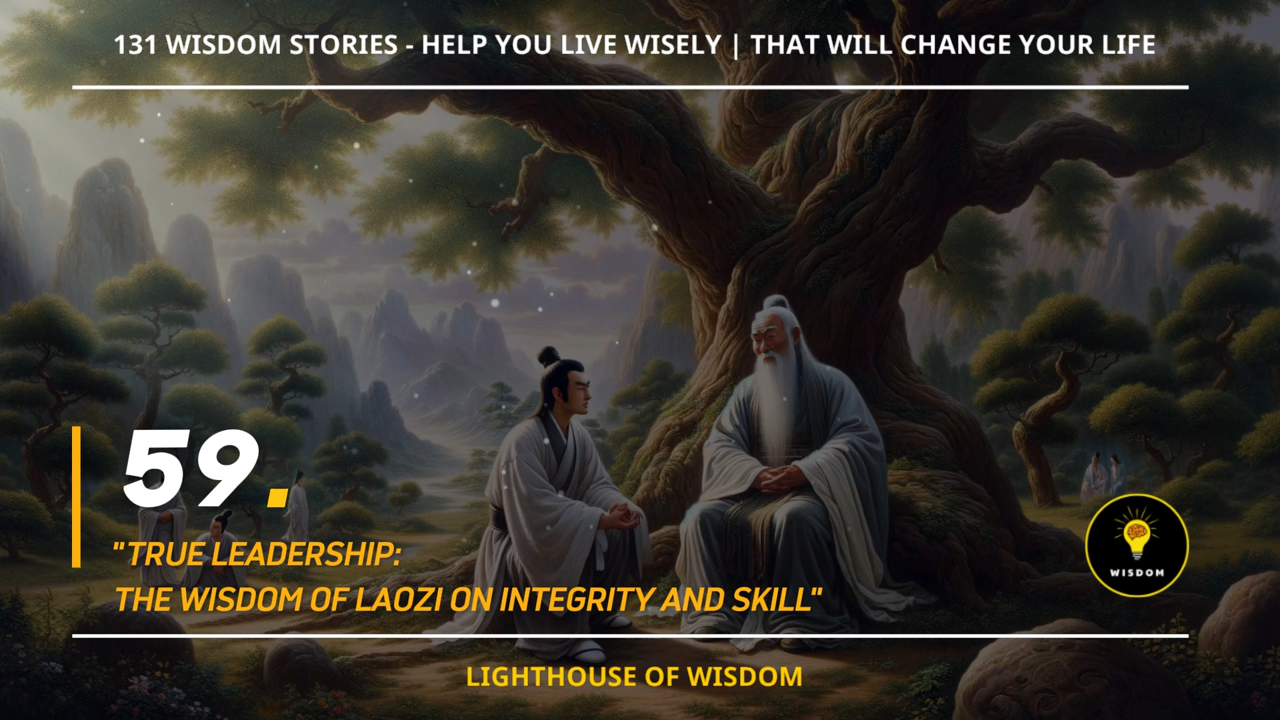 131 WISDOM STORIES - HELP YOU LIVE WISELY | THAT WILL CHANGE YOUR LIFE
59.
"TRUE LEADERSHIP:
THE WISDOM OF LAOZI ON INTEGRITY AND SKILL"
WISDOM
LIGHTHOUSE OF WISDOM